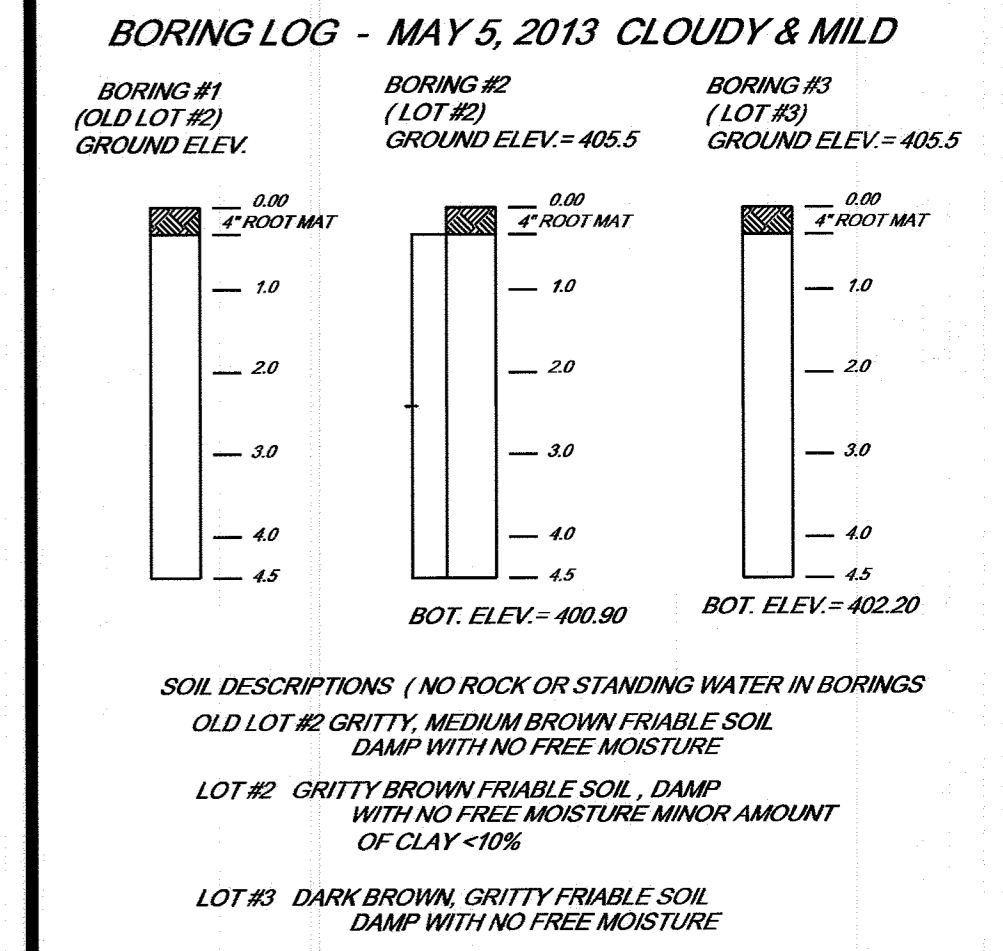 BORING LOG - MAY 5, 2013 CLOUDY & MILD
BORING #1
(OLD LOT #2)
GROUND ELEV.
0.00
4" ROOT MAT
1.0
2.0
3.0
4.0
4.5
BORING #2
( LOT #2)
GROUND ELEV.= 405.5
0.00
4" ROOT MAT
1.0
2.0
3.0
4.0
4.5
BOT. ELEV.= 400.90
BORING #3
( LOT #3)
GROUND ELEV.= 405.5
0.00
4" ROOT MAT
1.0
2.0
3.0
4.0
4.5
BOT. ELEV.= 402.20
SOIL DESCRIPTIONS ( NO ROCK OR STANDING WATER IN BORINGS
OLD LOT #2 GRITTY, MEDIUM BROWN FRIABLE SOIL
DAMP WITH NO FREE MOISTURE
LOT #2 GRITTY BROWN FRIABLE SOIL , DAMP
WITH NO FREE MOISTURE MINOR AMOUNT
OF CLAY <10%
LOT #3 DARK BROWN, GRITTY FRIABLE SOIL
DAMP WITH NO FREE MOISTURE